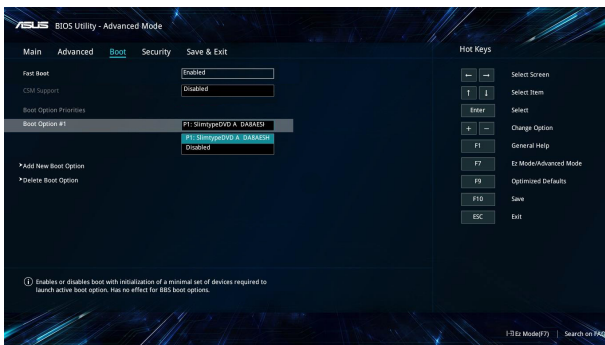 ASUS BIOS Utility - Advanced Mode
Main Advanced Boot Security Save & Exit
Hot Keys
Fast Boot Enabled
CSM Support Disabled
Boot Option Priorities
Boot Option #1 P1: SlimtypeDVD A DA8AESI
P1: SlimtypeDVD A DA8AESH
Disabled
>Add New Boot Option
>Delete Boot Option
← → Select Screen
↑ ↓ Select Item
Enter Select
+ − Change Option
F1 General Help
F7 Ez Mode/Advanced Mode
F9 Optimized Defaults
F10 Save
ESC Exit
Enables or disables boot with initialization of a minimal set of devices required to
launch active boot option. Has no effect for BBS boot options.
Ez Mode(F7) | Search on FAQ